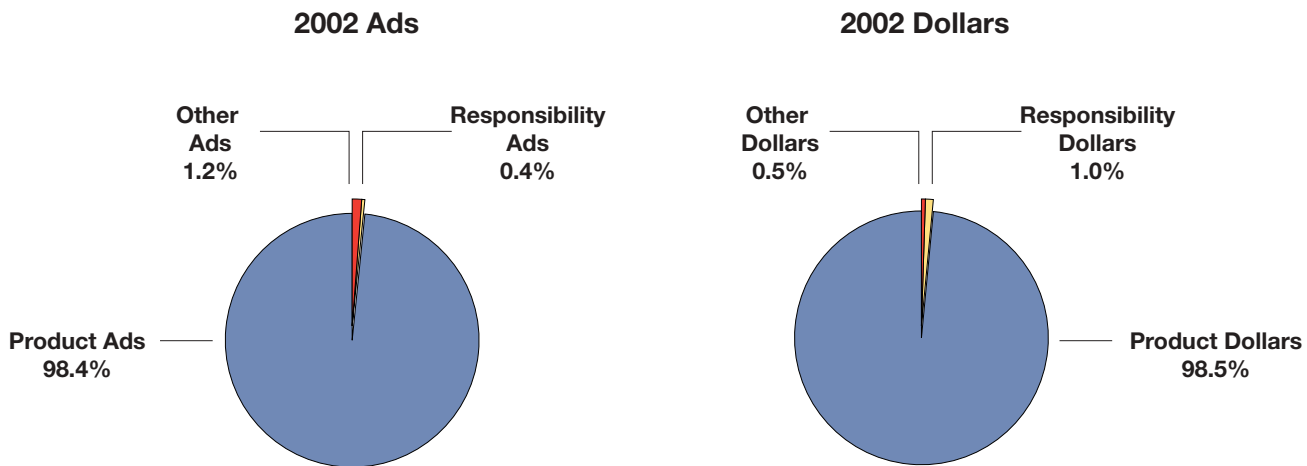 2002 Ads
Other
Ads
1.2%
Responsibility
Ads
0.4%
Product Ads
98.4%
2002 Dollars
Other
Dollars
0.5%
Responsibility
Dollars
1.0%
Product Dollars
98.5%